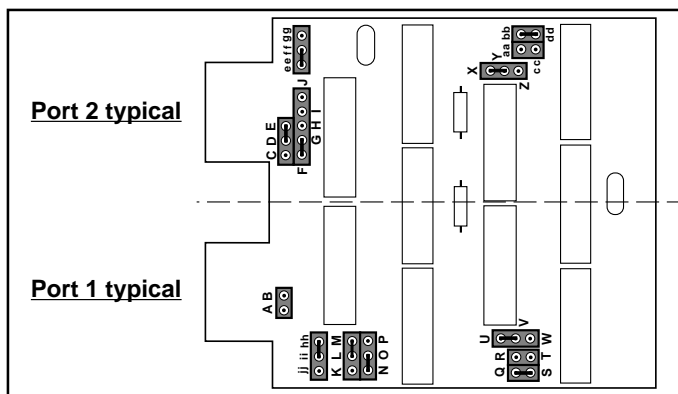 Port 2 typical
Port 1 typical
ee ff gg
J
C D E
F
G H I
X
Y
Z
aa bb
cc
dd
A B
jj ii hh
K L M
N O P
U
V
W
Q R
S T